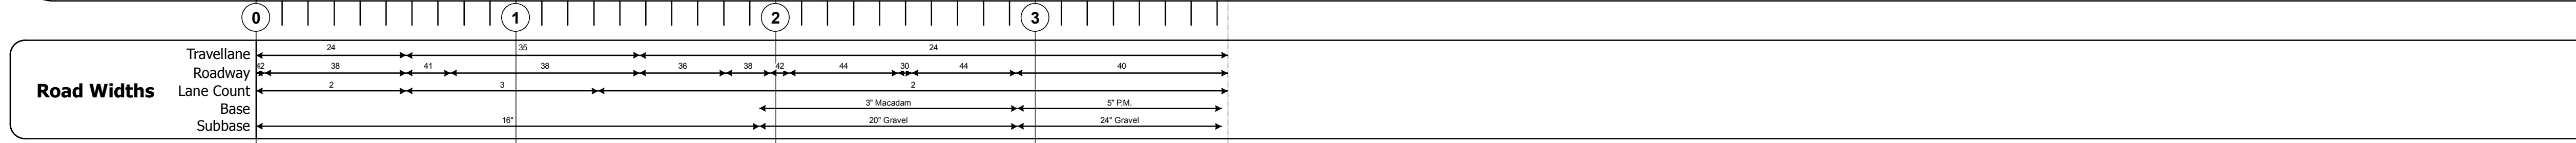 0 1 2 3
Road Widths
Travellane 24 35 24
Roadway 42 38 41 38 36 38 42 44 30 44 40
Lane Count 2 3 2
Base 3" Macadam 5" P.M.
Subbase 16" 20" Gravel 24" Gravel